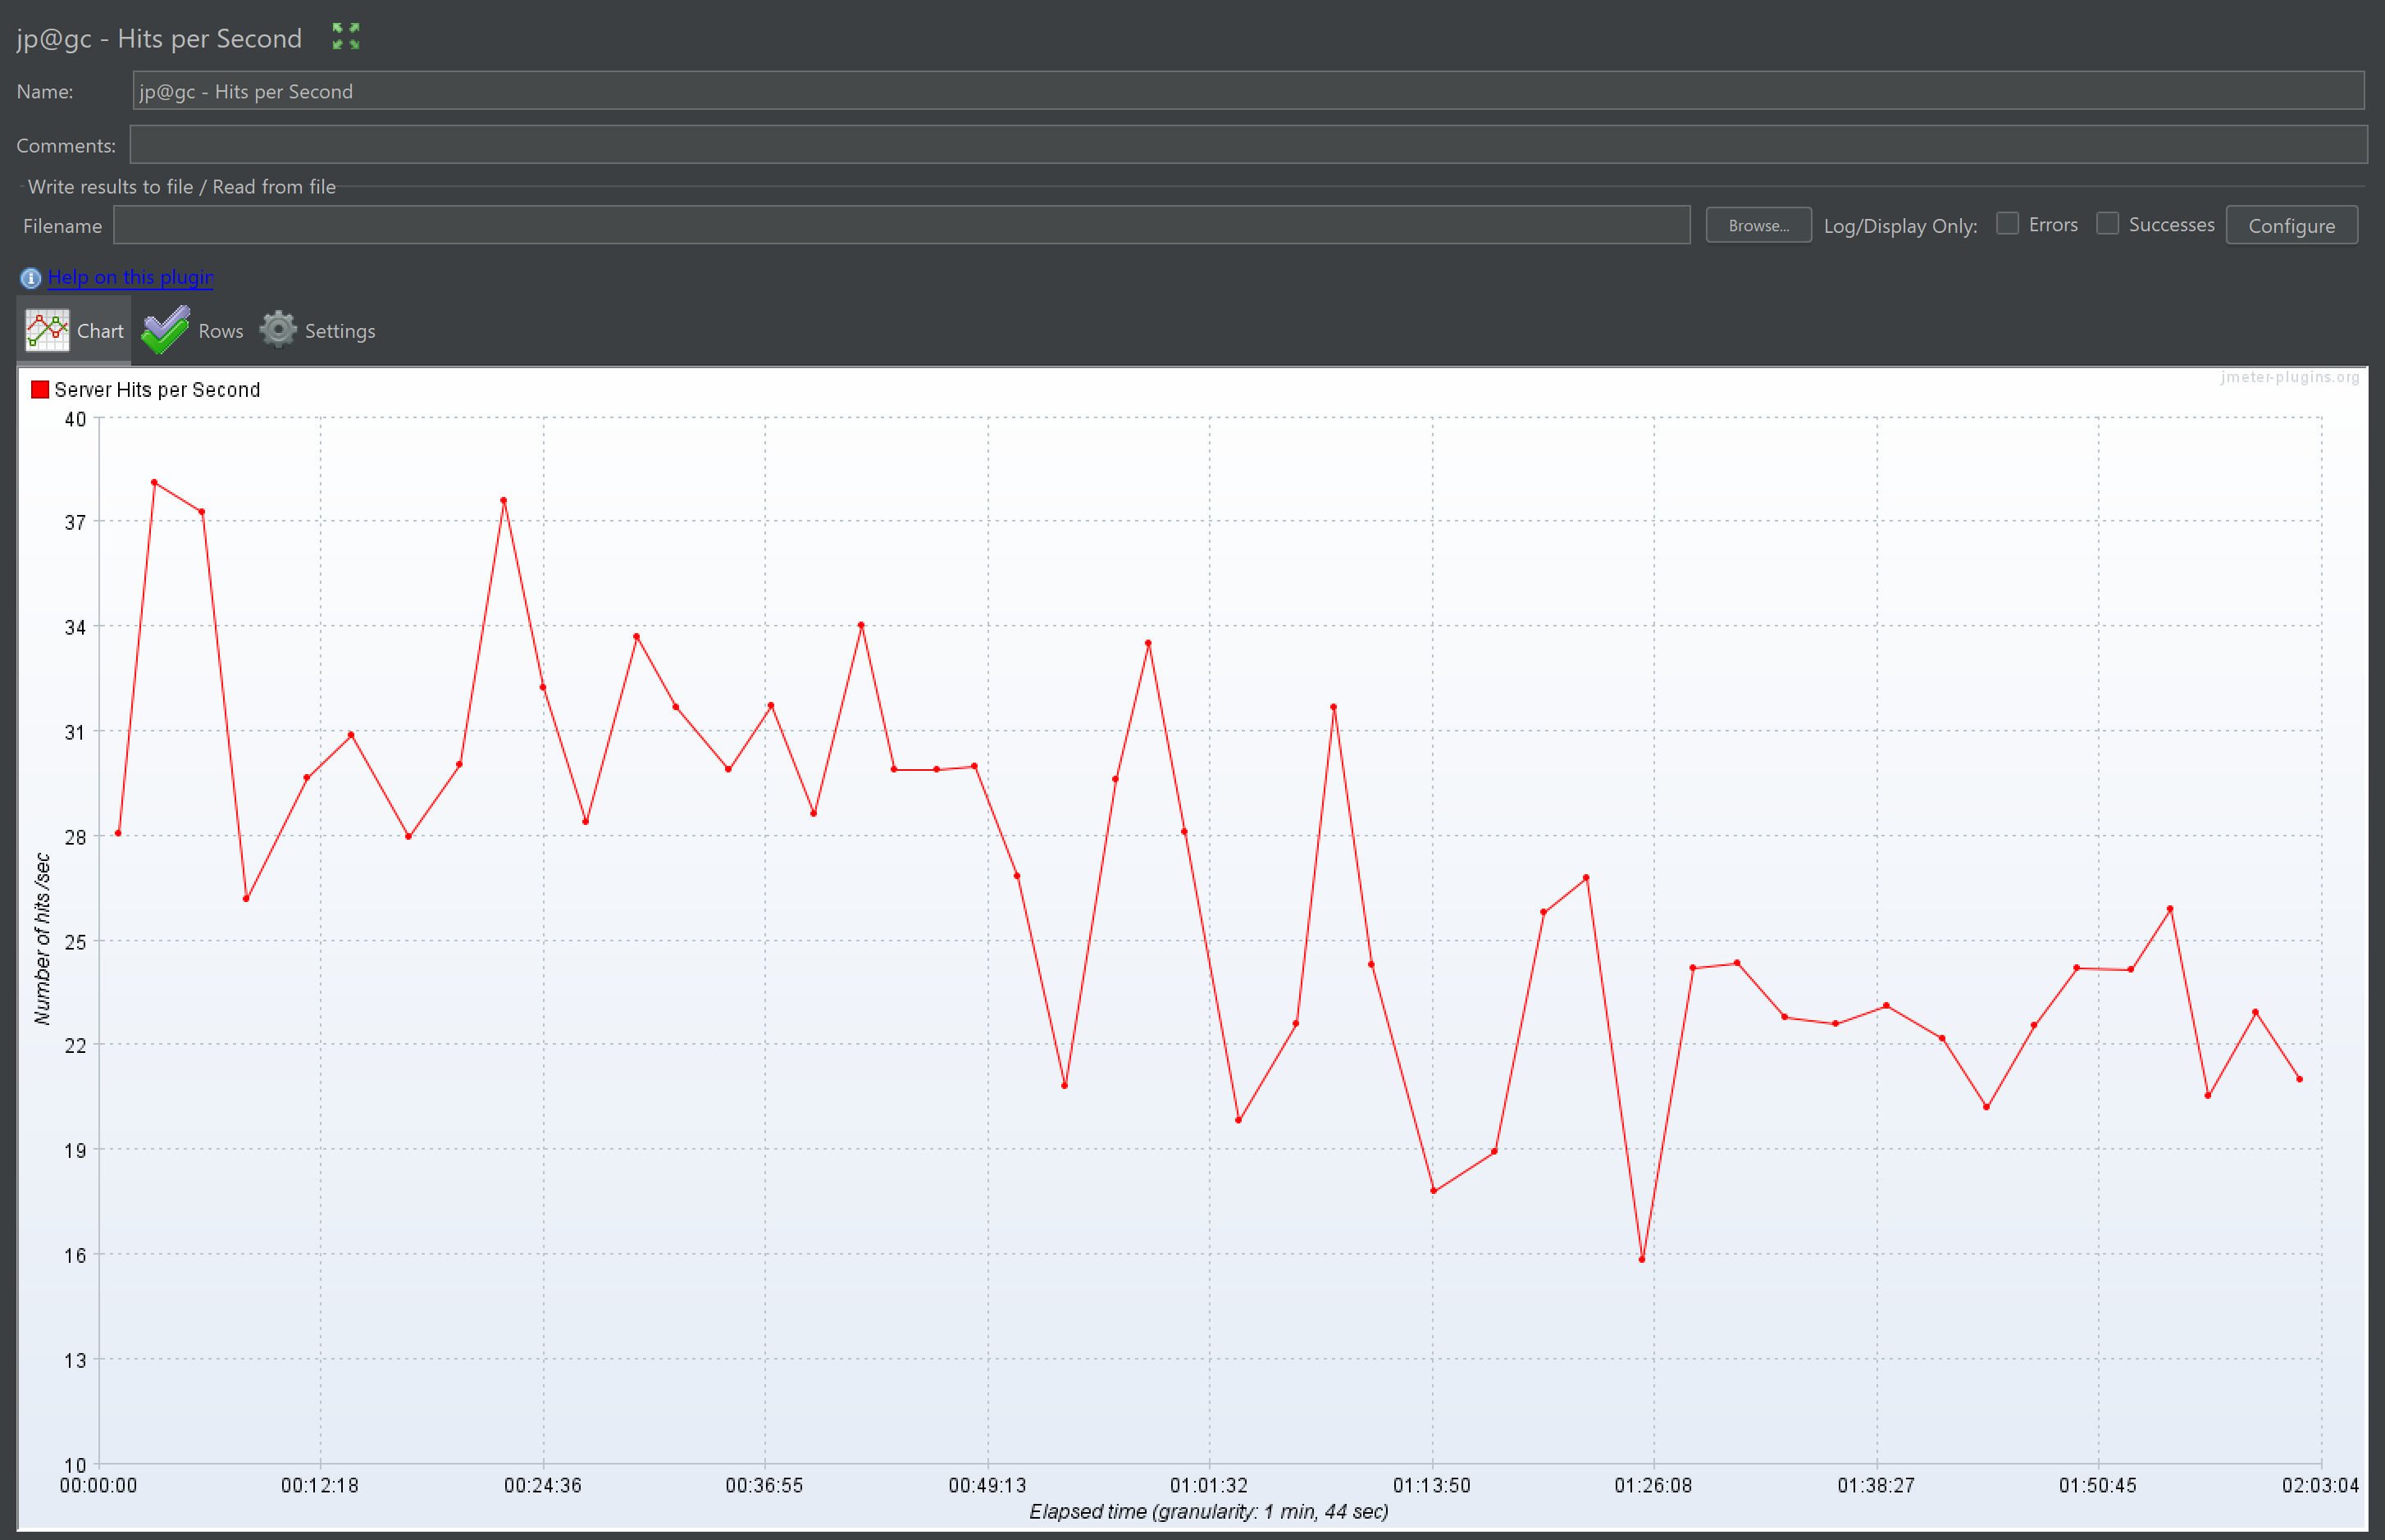 jp@gc - Hits per Second
Name: jp@gc - Hits per Second
Comments:
Write results to file / Read from file
Filename Browse... Log/Display Only: Errors Successes Configure
Help on this plugin
Chart Rows Settings
Server Hits per Second
jmeter-plugins.org
40
37
34
31
28
25
22
19
16
13
10
Number of hits /sec
00:00:00 00:12:18 00:24:36 00:36:55 00:49:13 01:01:32 01:13:50 01:26:08 01:38:27 01:50:45 02:03:04
Elapsed time (granularity: 1 min, 44 sec)